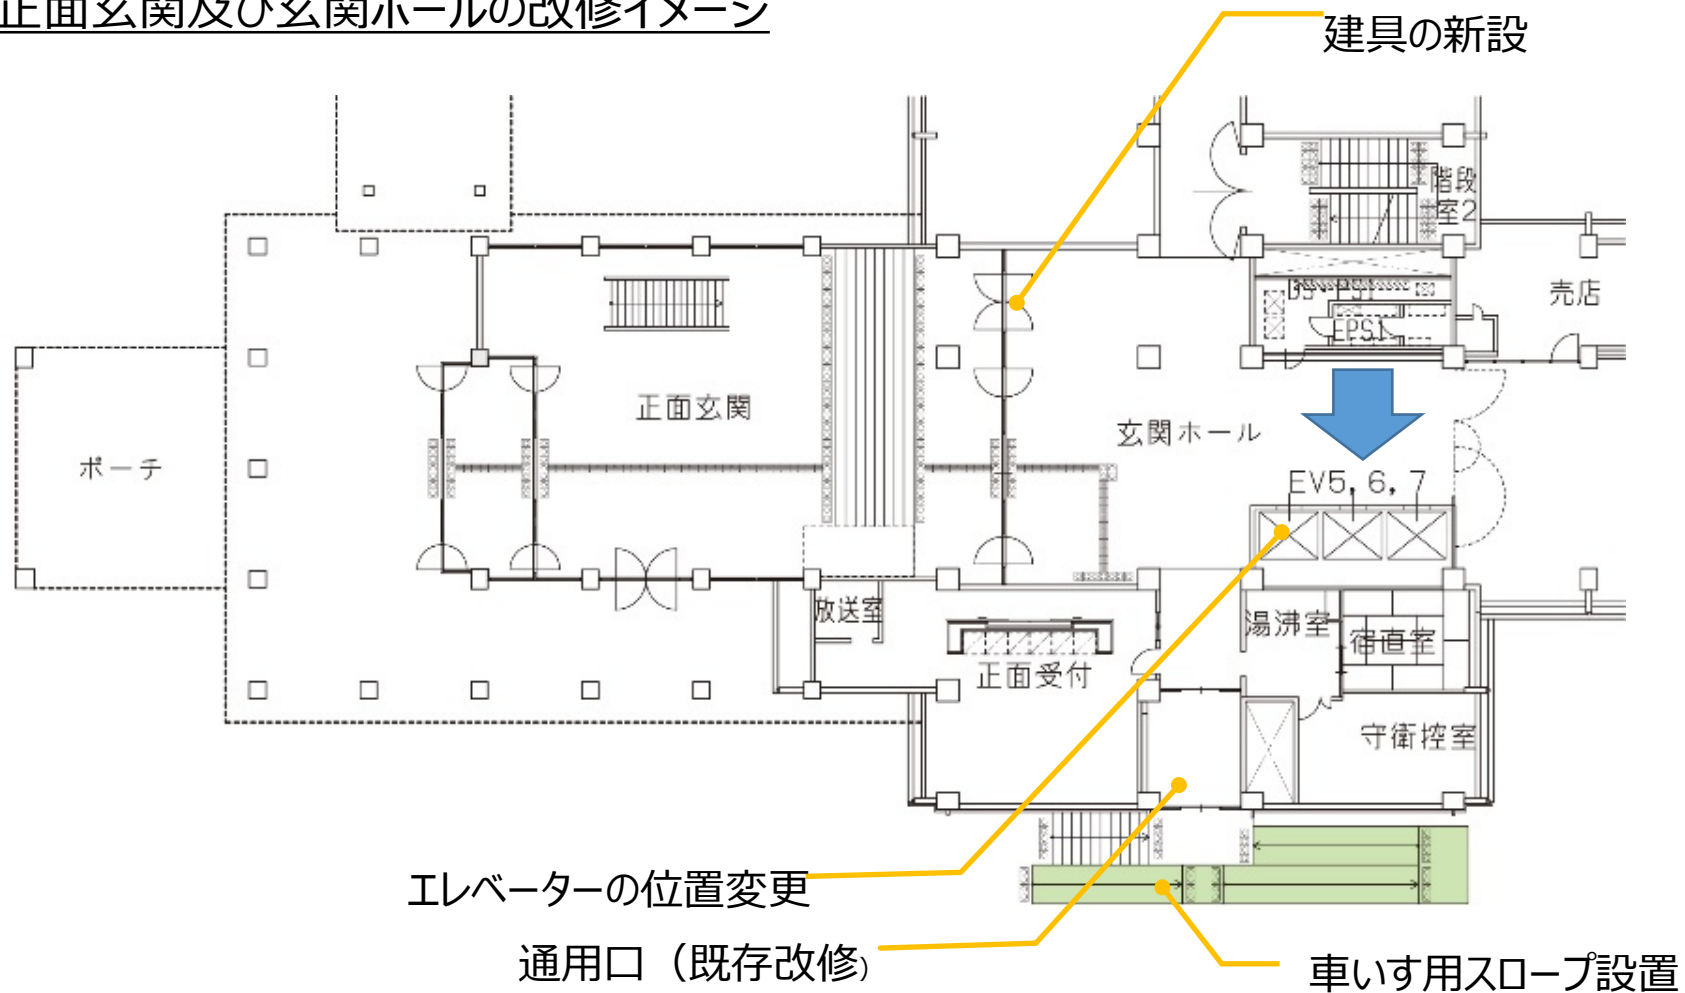 正面玄関及び玄関ホールの改修イメージ
建具の新設
階段
室2
DS・PS1
EPS1
売店
正面玄関
玄関ホール
ポーチ
EV5, 6, 7
放送室
湯沸室
宿直室
正面受付
守衛控室
エレベーターの位置変更
通用口（既存改修）
車いす用スロープ設置